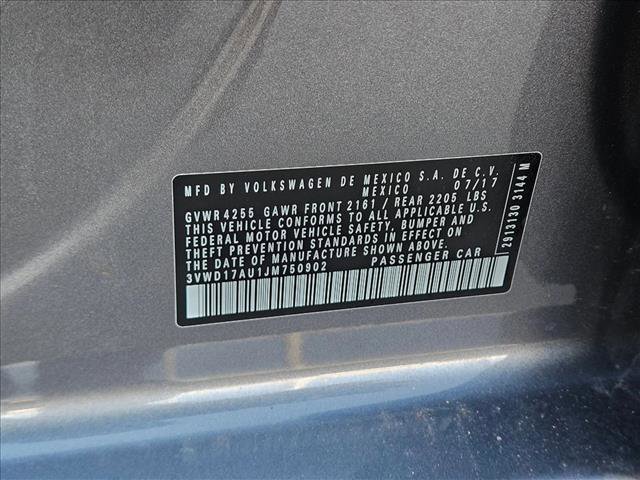 MFD BY VOLKSWAGEN DE MEXICO S.A. DE C.V.
MEXICO 07/17
GVWR 4255 GAWR FRONT 2161 / REAR 2205 LBS
THIS VEHICLE CONFORMS TO ALL APPLICABLE U.S.
FEDERAL MOTOR VEHICLE SAFETY, BUMPER AND
THEFT PREVENTION STANDARDS IN EFFECT ON
THE DATE OF MANUFACTURE SHOWN ABOVE.
3VWD17AU1JM750902 PASSENGER CAR
2913130 3144 M